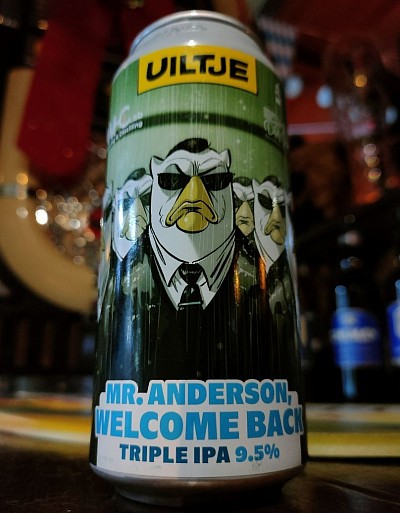 UILTJE
MR. ANDERSON,
WELCOME BACK
TRIPLE IPA 9.5%